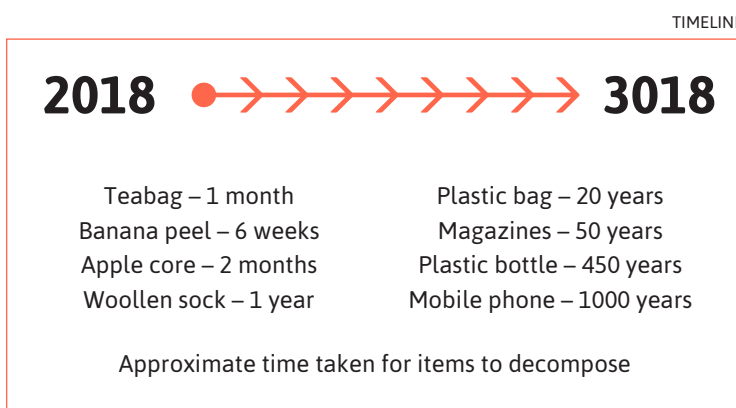 2018 3018
Teabag – 1 month
Banana peel – 6 weeks
Apple core – 2 months
Woollen sock – 1 year
Plastic bag – 20 years
Magazines – 50 years
Plastic bottle – 450 years
Mobile phone – 1000 years
Approximate time taken for items to decompose